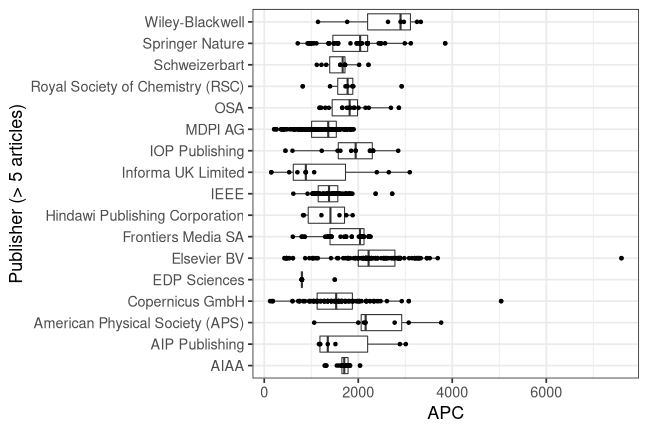 Publisher (> 5 articles)
Wiley-Blackwell
Springer Nature
Schweizerbart
Royal Society of Chemistry (RSC)
OSA
MDPI AG
IOP Publishing
Informa UK Limited
IEEE
Hindawi Publishing Corporation
Frontiers Media SA
Elsevier BV
EDP Sciences
Copernicus GmbH
American Physical Society (APS)
AIP Publishing
AIAA
0 2000 4000 6000
APC